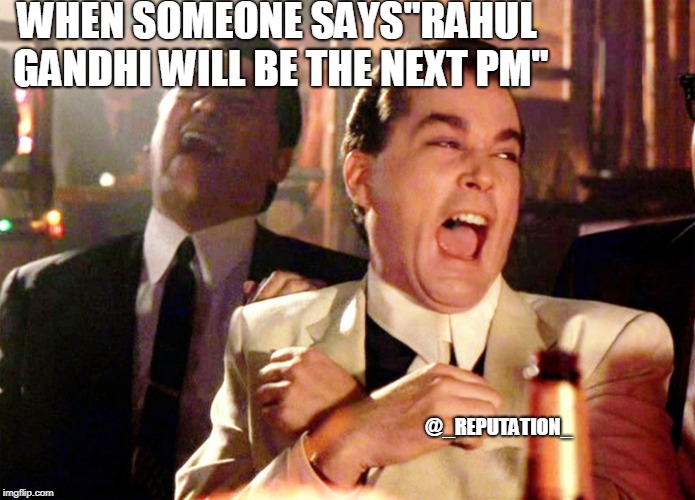 WHEN SOMEONE SAYS"RAHUL
GANDHI WILL BE THE NEXT PM"
@_REPUTATION_
imgflip.com